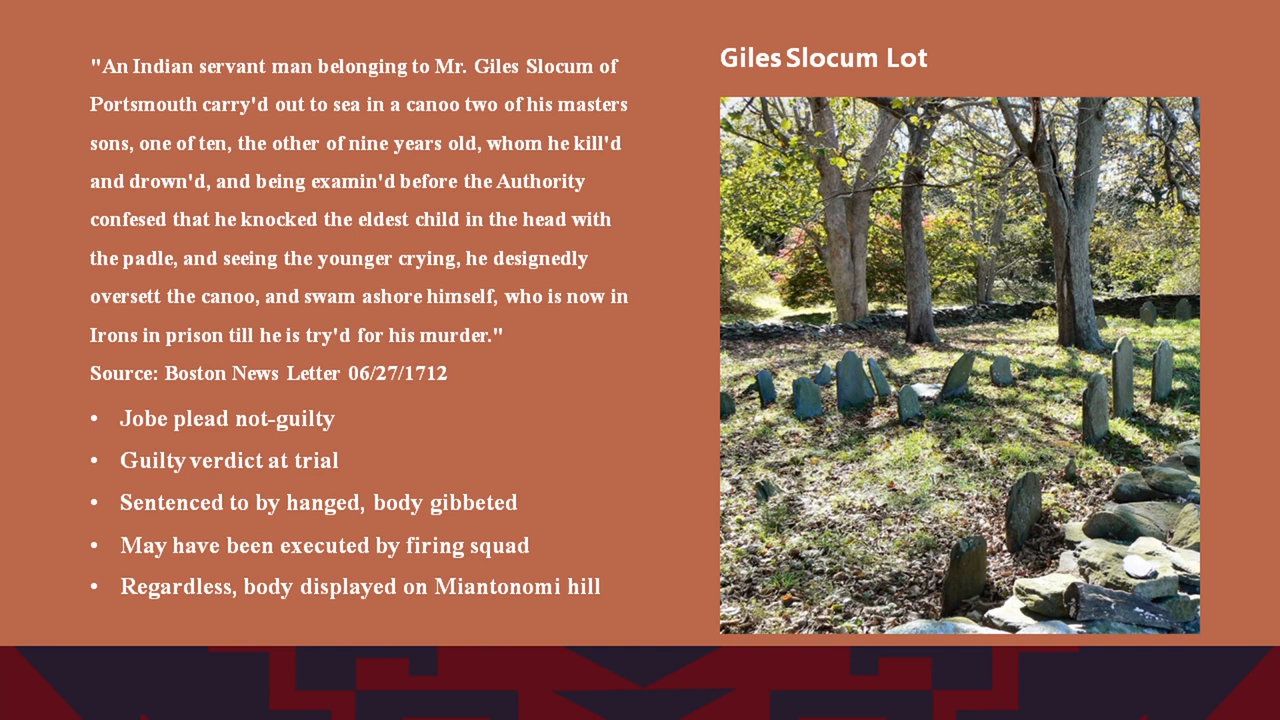 "An Indian servant man belonging to Mr. Giles Slocum of
Portsmouth carry'd out to sea in a canoo two of his masters
sons, one of ten, the other of nine years old, whom he kill'd
and drown'd, and being examin'd before the Authority
confesed that he knocked the eldest child in the head with
the padle, and seeing the younger crying, he designedly
oversett the canoo, and swam ashore himself, who is now in
Irons in prison till he is try'd for his murder."
Source: Boston News Letter 06/27/1712
• Jobe plead not-guilty
• Guilty verdict at trial
• Sentenced to by hanged, body gibbeted
• May have been executed by firing squad
• Regardless, body displayed on Miantonomi hill
Giles Slocum Lot